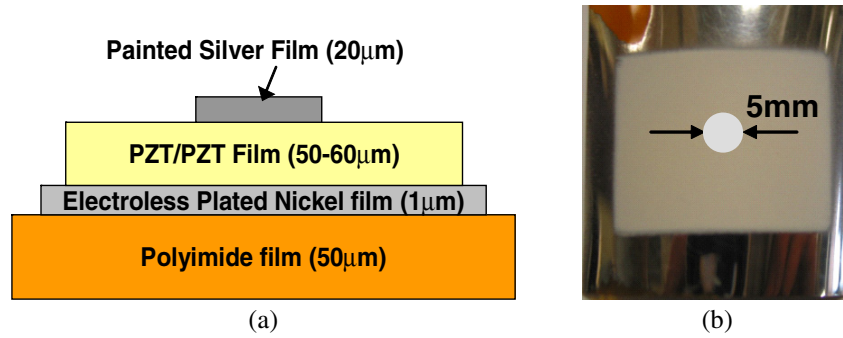 Painted Silver Film (20μm)
PZT/PZT Film (50-60μm)
Electroless Plated Nickel film (1μm)
Polyimide film (50μm)
(a)
5mm
(b)